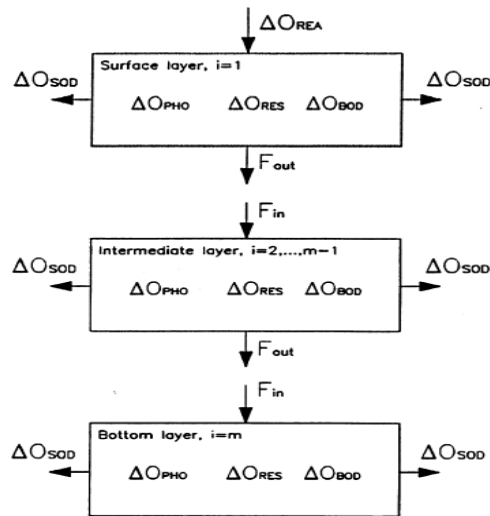 ΔOREA
Surface layer, i=1
ΔOSOD
ΔOSOD
ΔOPHO ΔORES ΔOBOD
Fout
Fin
Intermediate layer, i=2,...,m-1
ΔOSOD
ΔOSOD
ΔOPHO ΔORES ΔOBOD
Fout
Fin
Bottom layer, i=m
ΔOSOD
ΔOSOD
ΔOPHO ΔORES ΔOBOD